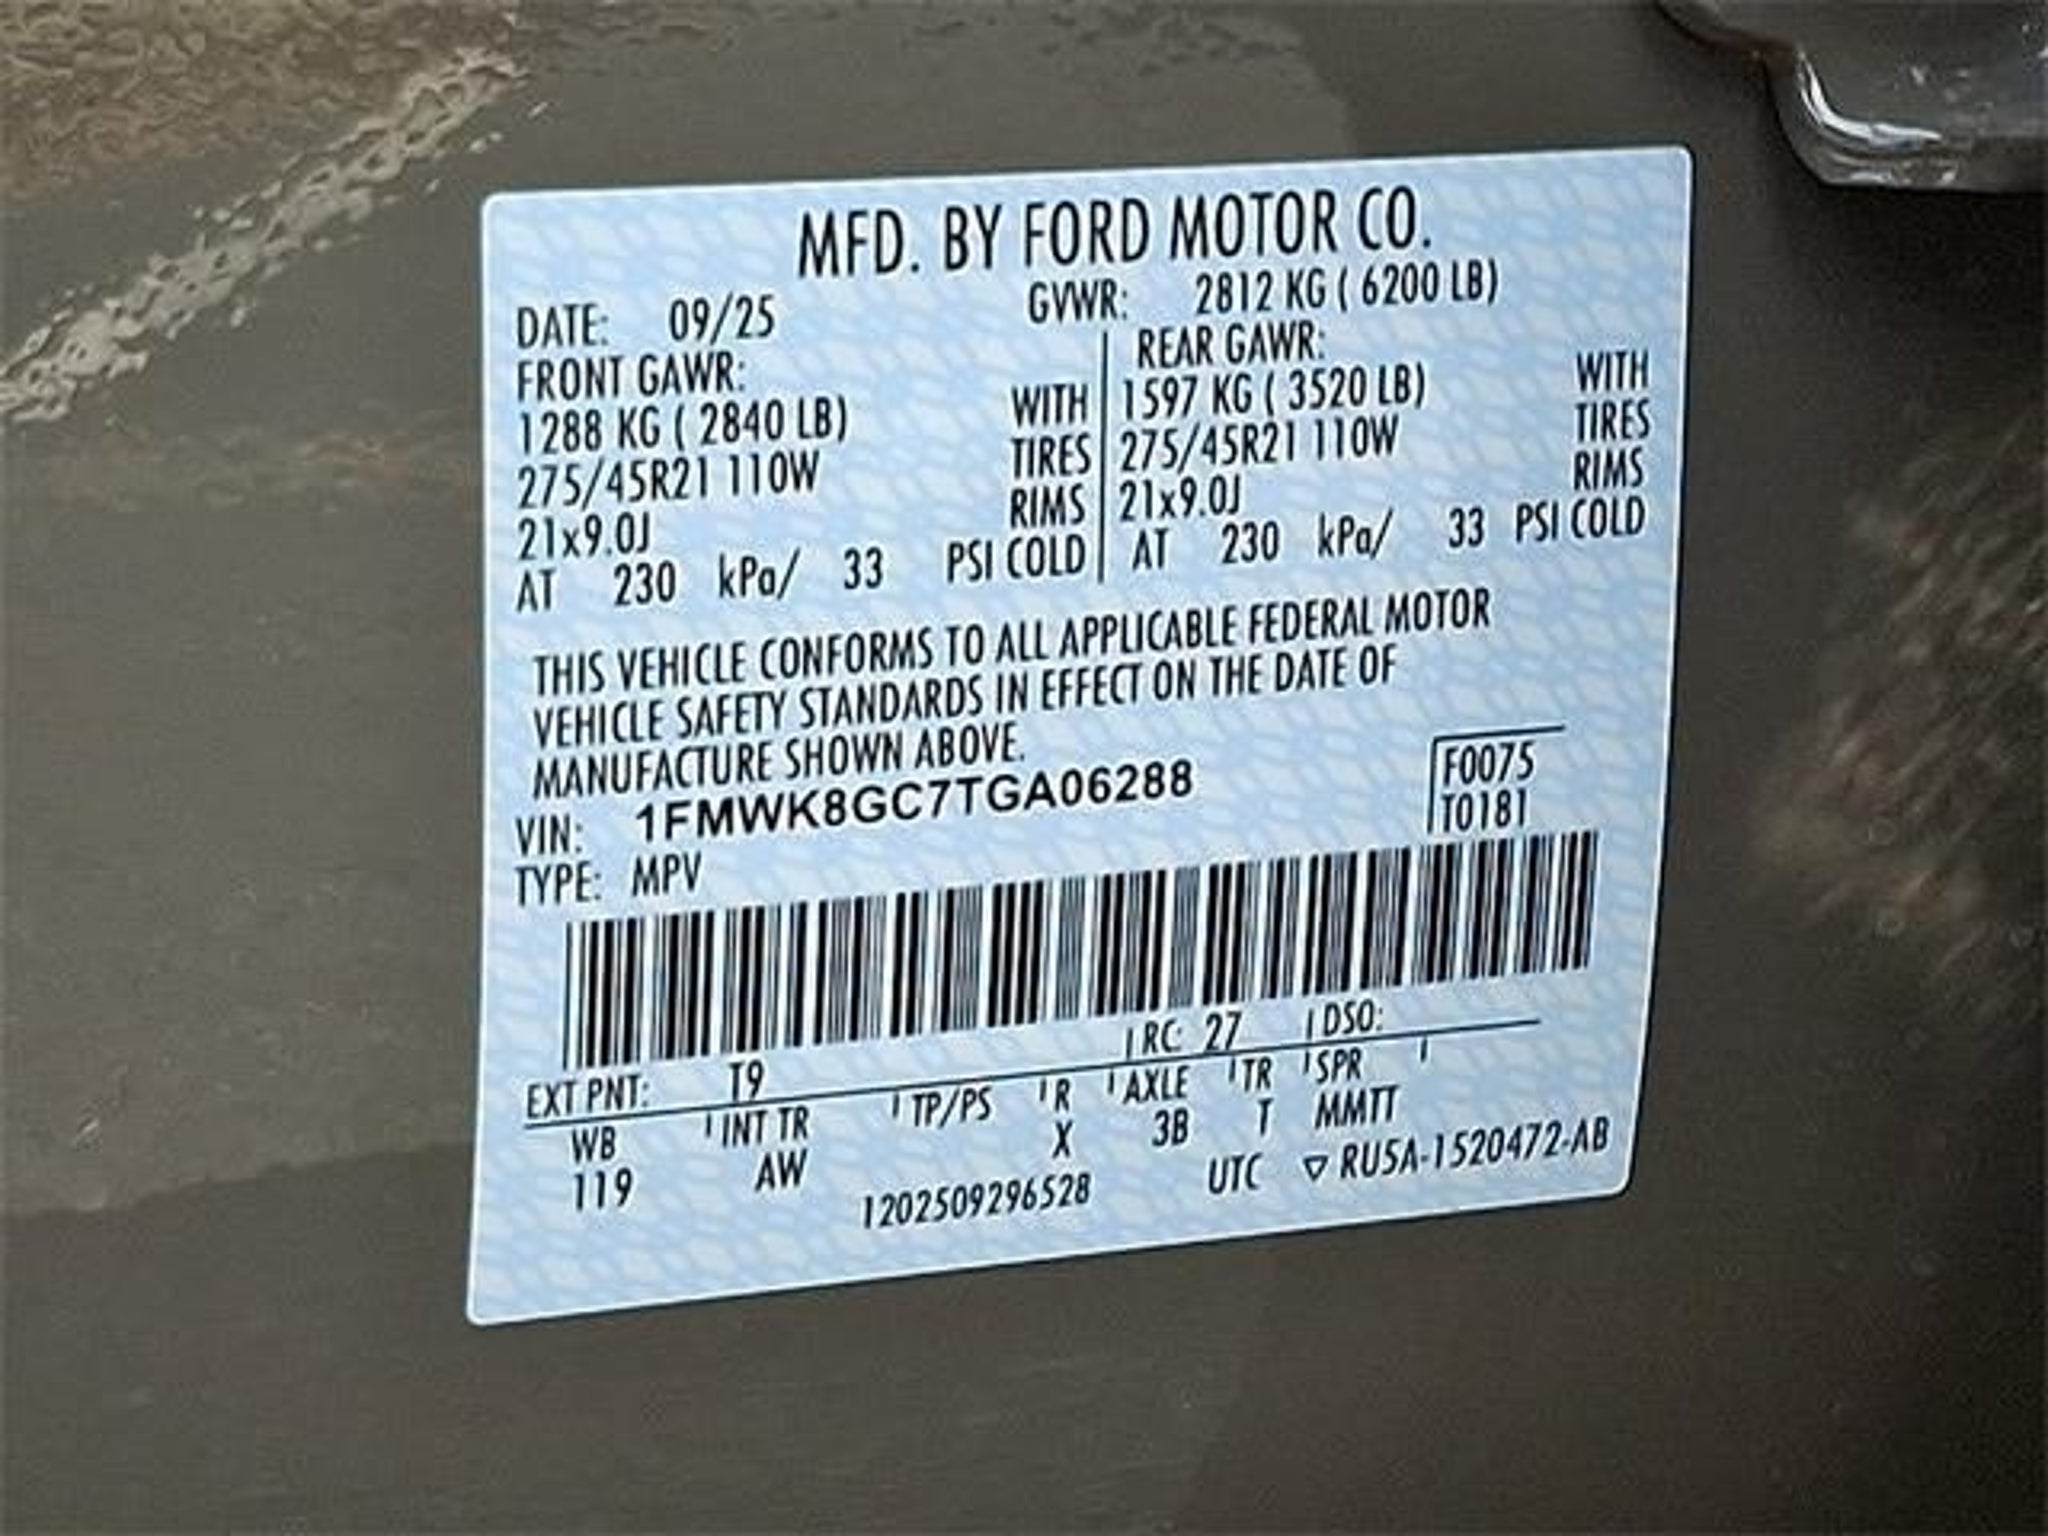 MFD. BY FORD MOTOR CO.
DATE: 09/25 GVWR: 2812 KG ( 6200 LB)
FRONT GAWR: REAR GAWR:
1288 KG ( 2840 LB) WITH 1597 KG ( 3520 LB) WITH
275/45R21 110W TIRES 275/45R21 110W TIRES
21x9.0J RIMS 21x9.0J RIMS
AT 230 kPa/ 33 PSI COLD AT 230 kPa/ 33 PSI COLD
THIS VEHICLE CONFORMS TO ALL APPLICABLE FEDERAL MOTOR
VEHICLE SAFETY STANDARDS IN EFFECT ON THE DATE OF
MANUFACTURE SHOWN ABOVE.
VIN: 1FMWK8GC7TGA06288 F0075
TYPE: MPV T0181
EXT PNT: T9 RC: 27 DSO:
WB INT TR TP/PS R AXLE TR SPR
119 AW X 3B T MMTT
1202509296528 UTC ▽ RU5A-1520472-AB